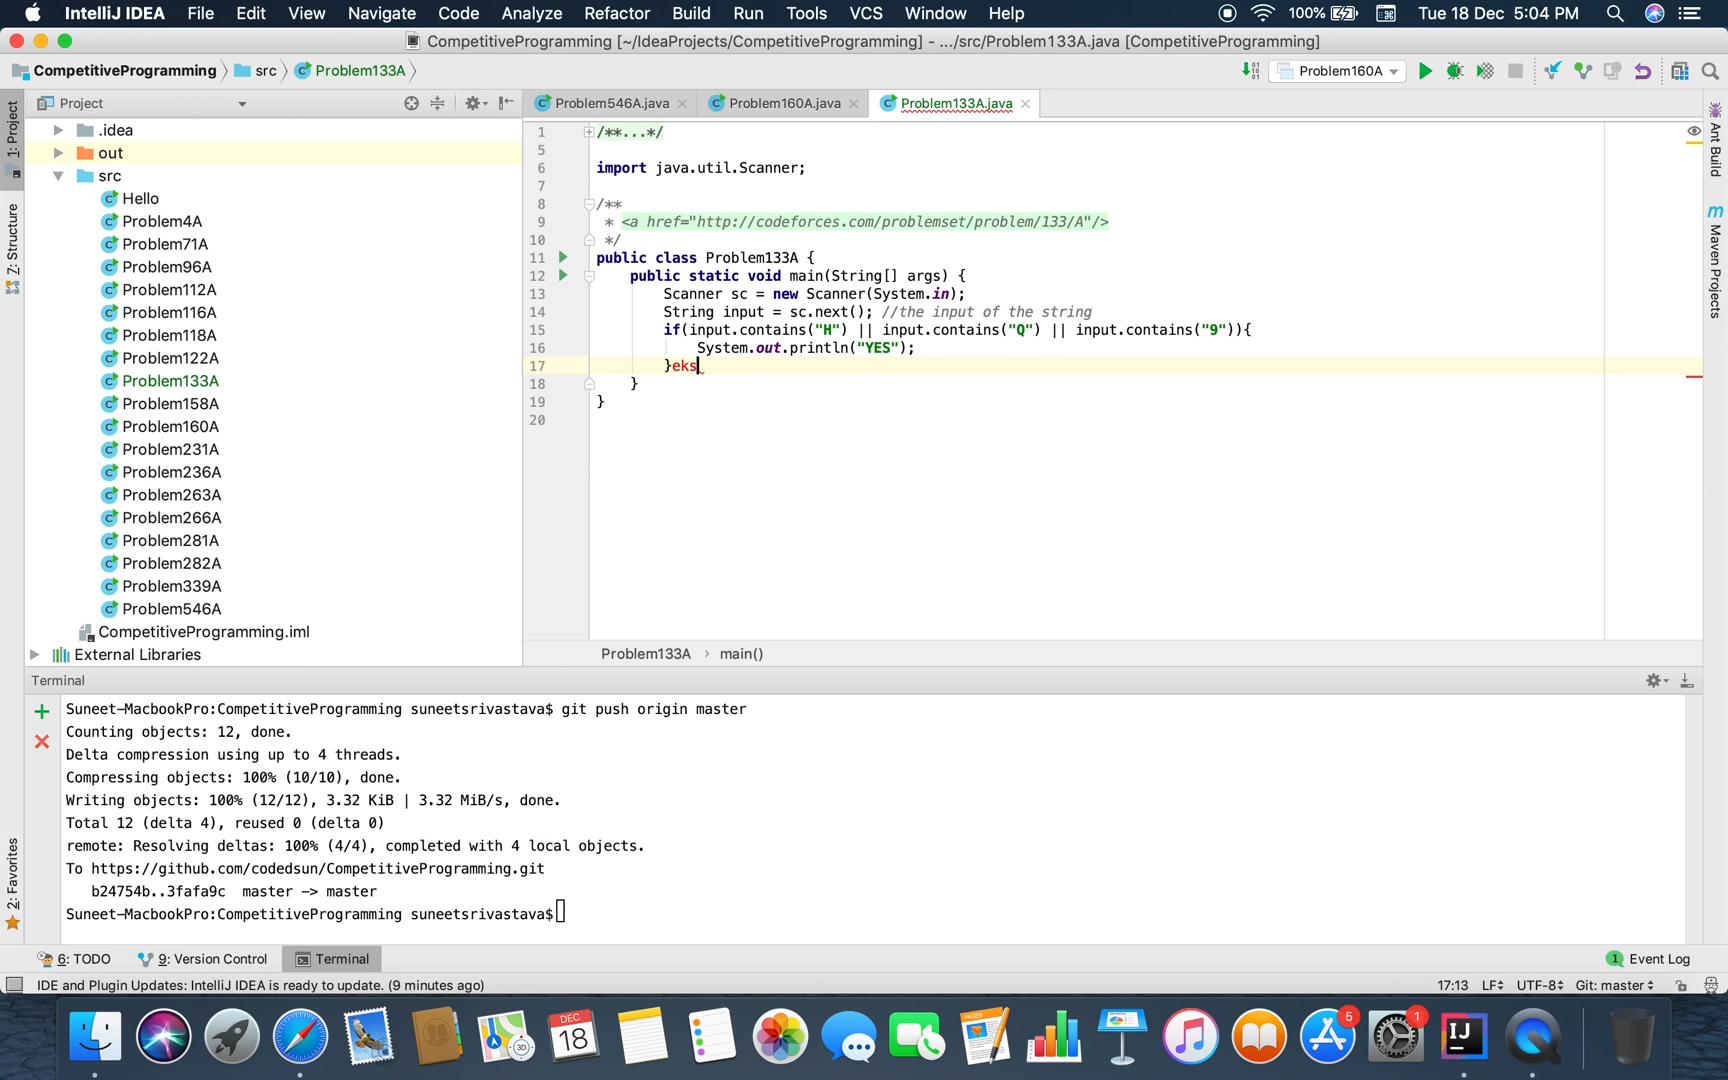 IntelliJ IDEA File Edit View Navigate Code Analyze Refactor Build Run Tools VCS Window Help 100% Tue 18 Dec 5:04 PM
CompetitiveProgramming [~/IdeaProjects/CompetitiveProgramming] - .../src/Problem133A.java [CompetitiveProgramming]
CompetitiveProgramming src Problem133A Problem160A
Project Problem546A.java Problem160A.java Problem133A.java
1: Project
Z: Structure
2: Favorites
Ant Build
m Maven Projects
.idea
out
src
Hello
Problem4A
Problem71A
Problem96A
Problem112A
Problem116A
Problem118A
Problem122A
Problem133A
Problem158A
Problem160A
Problem231A
Problem236A
Problem263A
Problem266A
Problem281A
Problem282A
Problem339A
Problem546A
CompetitiveProgramming.iml
External Libraries
1 /**...*/
5
6 import java.util.Scanner;
7
8 /**
9 * <a href="http://codeforces.com/problemset/problem/133/A"/>
10 */
11 public class Problem133A {
12 public static void main(String[] args) {
13 Scanner sc = new Scanner(System.in);
14 String input = sc.next(); //the input of the string
15 if(input.contains("H") || input.contains("Q") || input.contains("9")){
16 System.out.println("YES");
17 }eks
18 }
19 }
20
Problem133A › main()
Terminal
Suneet-MacbookPro:CompetitiveProgramming suneetsrivastava$ git push origin master
Counting objects: 12, done.
Delta compression using up to 4 threads.
Compressing objects: 100% (10/10), done.
Writing objects: 100% (12/12), 3.32 KiB | 3.32 MiB/s, done.
Total 12 (delta 4), reused 0 (delta 0)
remote: Resolving deltas: 100% (4/4), completed with 4 local objects.
To https://github.com/codedsun/CompetitiveProgramming.git
b24754b..3fafa9c master -> master
Suneet-MacbookPro:CompetitiveProgramming suneetsrivastava$
6: TODO 9: Version Control Terminal 1 Event Log
IDE and Plugin Updates: IntelliJ IDEA is ready to update. (9 minutes ago) 17:13 LF UTF-8 Git: master
DEC
18
3D
5
1
IJ